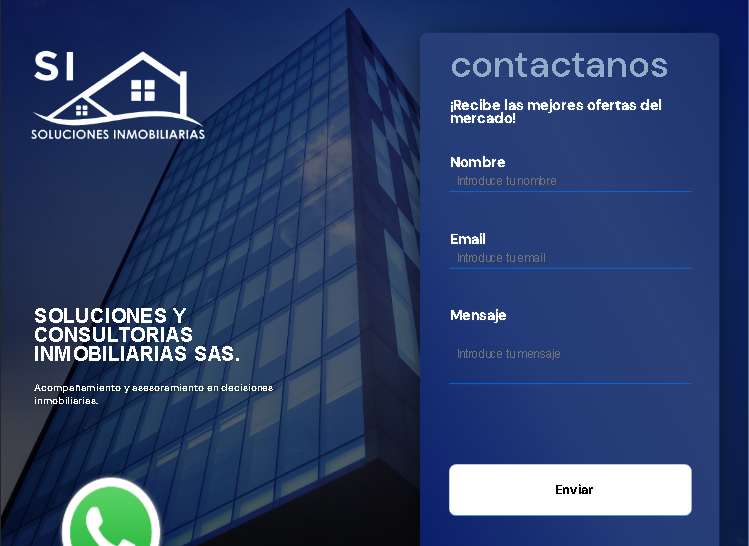 SI
SOLUCIONES INMOBILIARIAS
SOLUCIONES Y
CONSULTORIAS
INMOBILIARIAS SAS.
Acompañamiento y asesoramiento en decisiones
inmobiliarias.
contactanos
¡Recibe las mejores ofertas del
mercado!
Nombre
Introduce tu nombre
Email
Introduce tu email
Mensaje
Introduce tu mensaje
Enviar